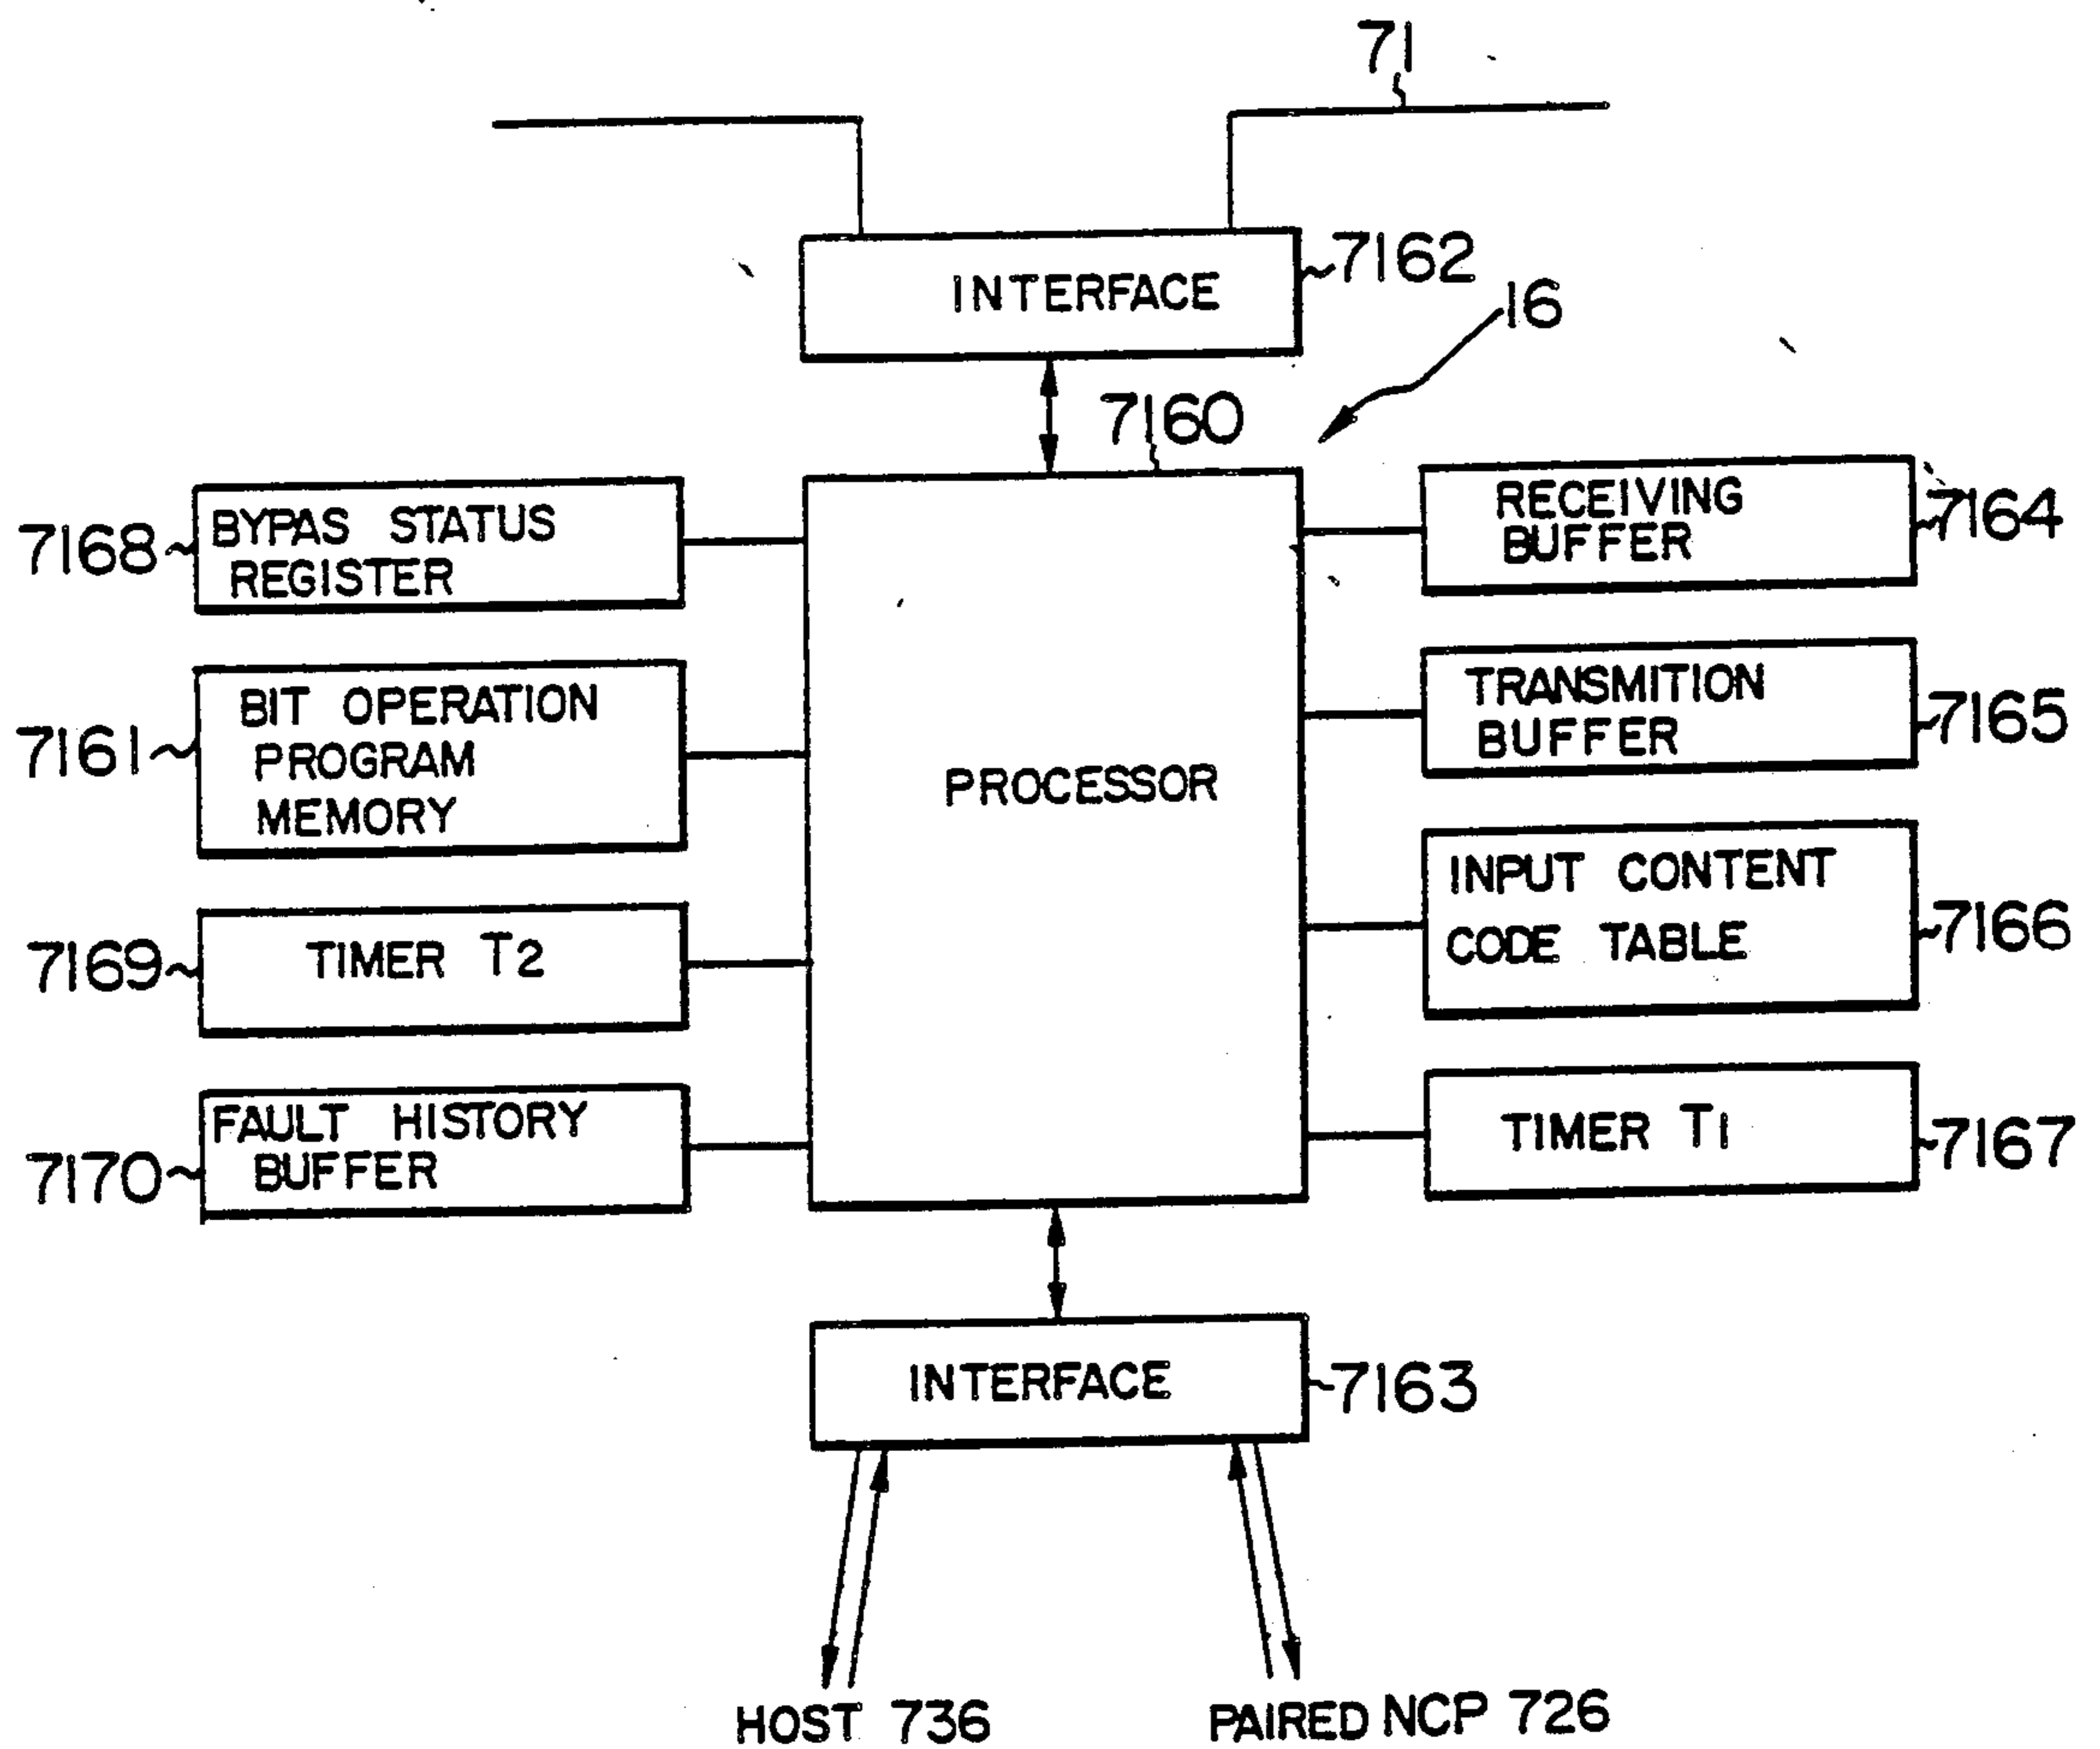 71
INTERFACE
7162
16
7160
7168
BYPAS STATUS
REGISTER
RECEIVING
BUFFER
7164
7161
BIT OPERATION
PROGRAM
MEMORY
PROCESSOR
TRANSMITION
BUFFER
7165
INPUT CONTENT
CODE TABLE
7166
7169
TIMER T2
7170
FAULT HISTORY
BUFFER
TIMER T1
7167
INTERFACE
7163
HOST 736
PAIRED NCP 726